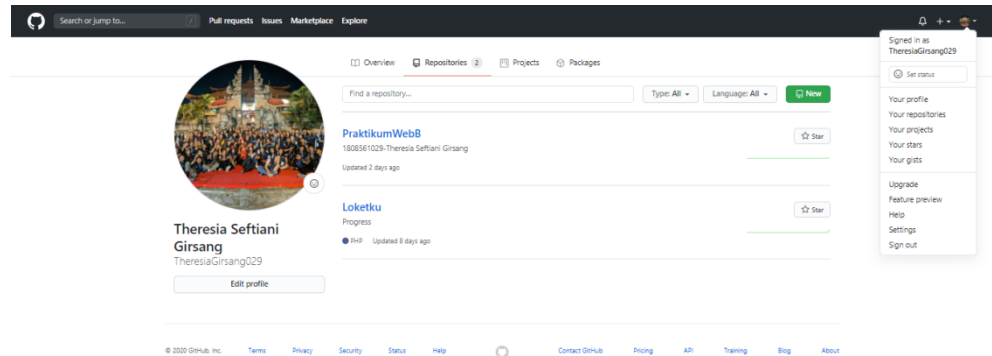 Search or jump to... /
Pull requests Issues Marketplace Explore
Signed in as
TheresiaGirsang029
Set status
Your profile
Your repositories
Your projects
Your stars
Your gists
Upgrade
Feature preview
Help
Settings
Sign out
Overview Repositories 2 Projects Packages
Find a repository... Type: All Language: All New
PraktikumWebB Star
1808561029-Theresia Seftiani Girsang
Updated 2 days ago
Loketku Star
Progress
PHP Updated 8 days ago
Theresia Seftiani
Girsang
TheresiaGirsang029
Edit profile
© 2020 GitHub, Inc. Terms Privacy Security Status Help Contact GitHub Pricing API Training Blog About